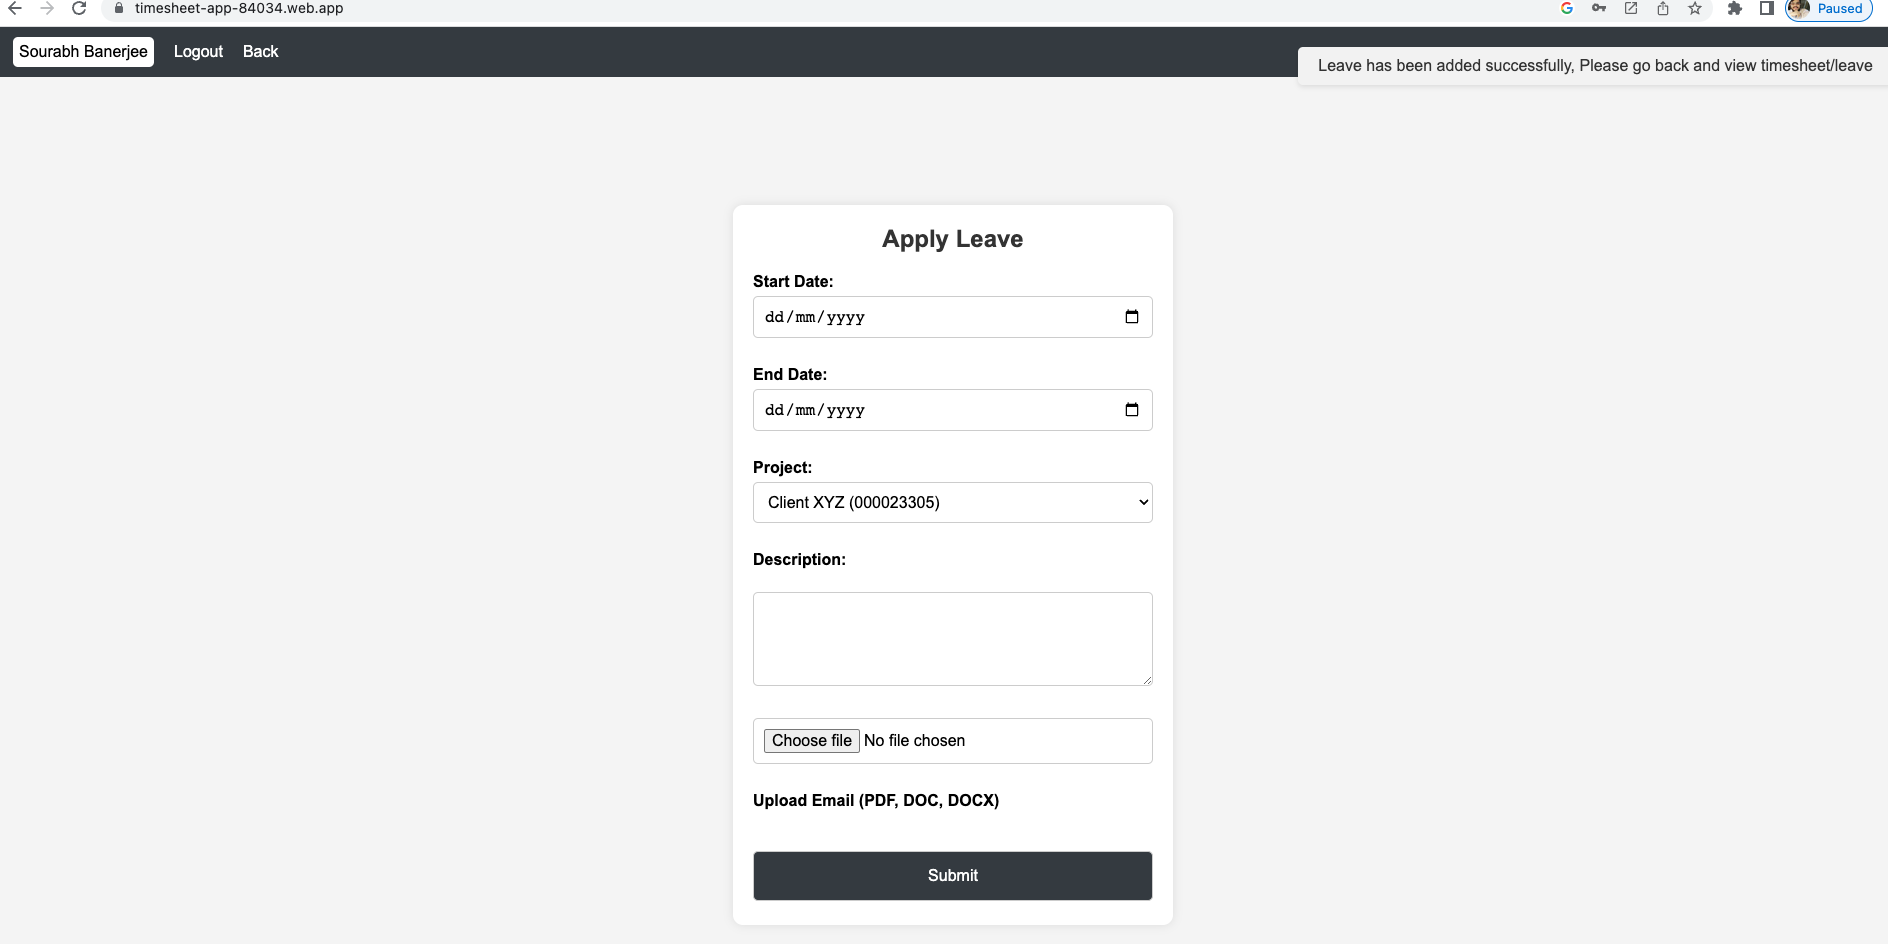 timesheet-app-84034.web.app
Paused
Sourabh Banerjee Logout Back
Leave has been added successfully, Please go back and view timesheet/leave
Apply Leave
Start Date:
dd/mm/yyyy
End Date:
dd/mm/yyyy
Project:
Client XYZ (000023305)
Description:
Choose file No file chosen
Upload Email (PDF, DOC, DOCX)
Submit